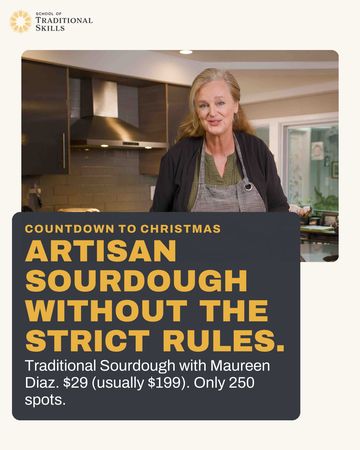 SCHOOL OF
TRADITIONAL
SKILLS
COUNTDOWN TO CHRISTMAS
ARTISAN
SOURDOUGH
WITHOUT THE
STRICT RULES.
Traditional Sourdough with Maureen
Diaz. $29 (usually $199). Only 250
spots.